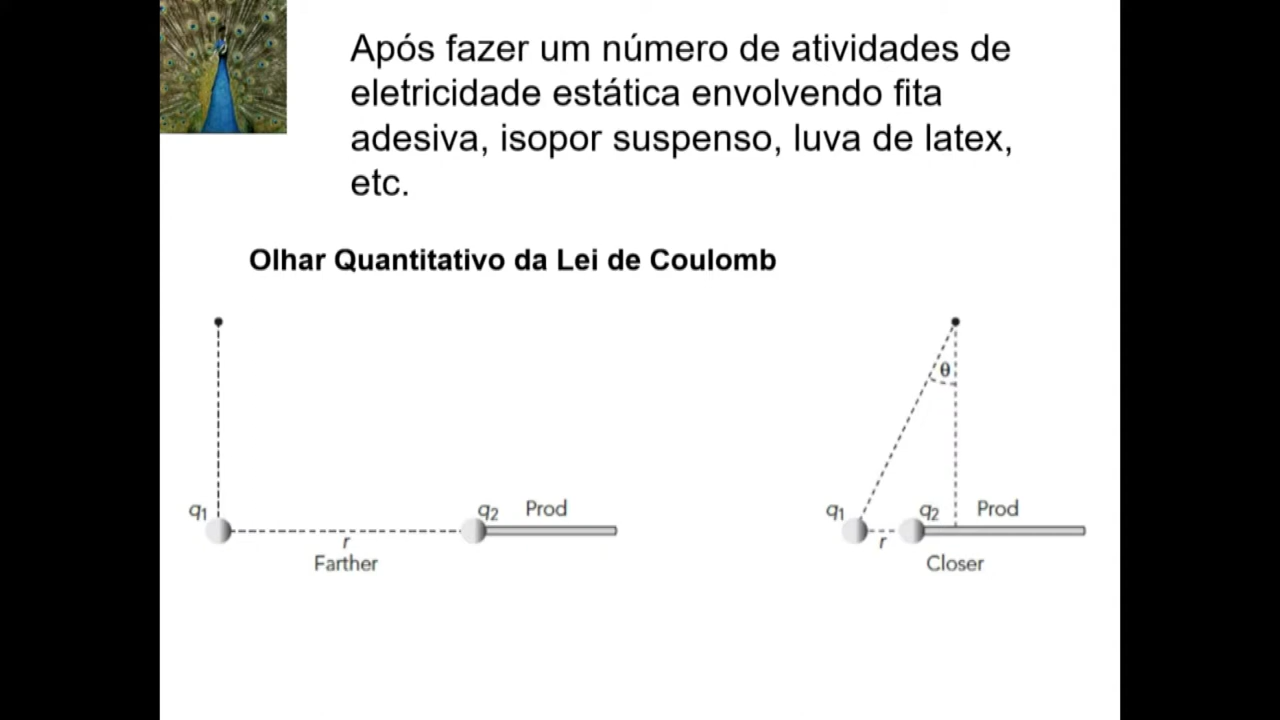 Após fazer um número de atividades de
eletricidade estática envolvendo fita
adesiva, isopor suspenso, luva de latex,
etc.
Olhar Quantitativo da Lei de Coulomb
θ
q1
q2 Prod
r
Farther
q1
q2 Prod
r
Closer